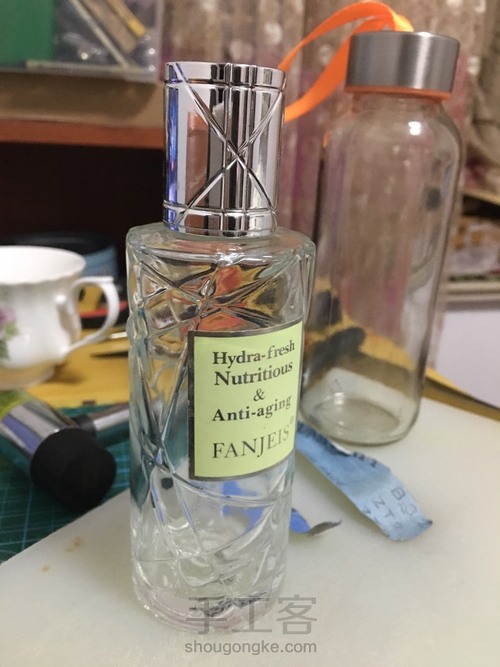 Hydra-fresh
Nutritious
&
Anti-aging
FANJEIS®
手工客
shougongke.com